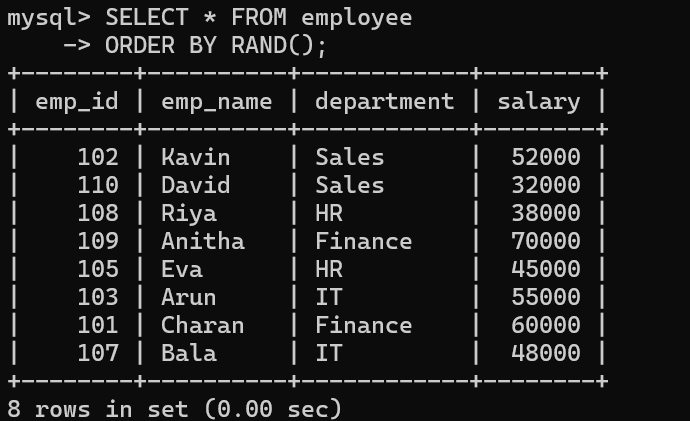 mysql> SELECT * FROM employee
    -> ORDER BY RAND();
+--------+----------+------------+--------+
| emp_id | emp_name | department | salary |
+--------+----------+------------+--------+
|    102 | Kavin    | Sales      |  52000 |
|    110 | David    | Sales      |  32000 |
|    108 | Riya     | HR         |  38000 |
|    109 | Anitha   | Finance    |  70000 |
|    105 | Eva      | HR         |  45000 |
|    103 | Arun     | IT         |  55000 |
|    101 | Charan   | Finance    |  60000 |
|    107 | Bala     | IT         |  48000 |
+--------+----------+------------+--------+
8 rows in set (0.00 sec)